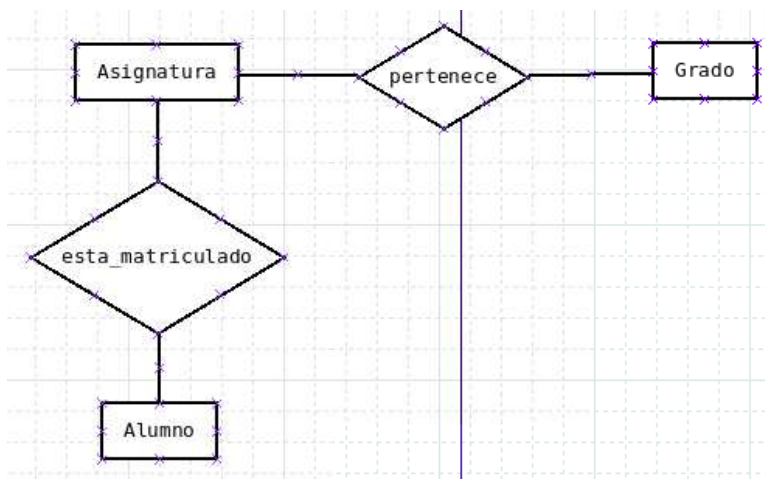 Asignatura
pertenece
Grado
esta_matriculado
Alumno